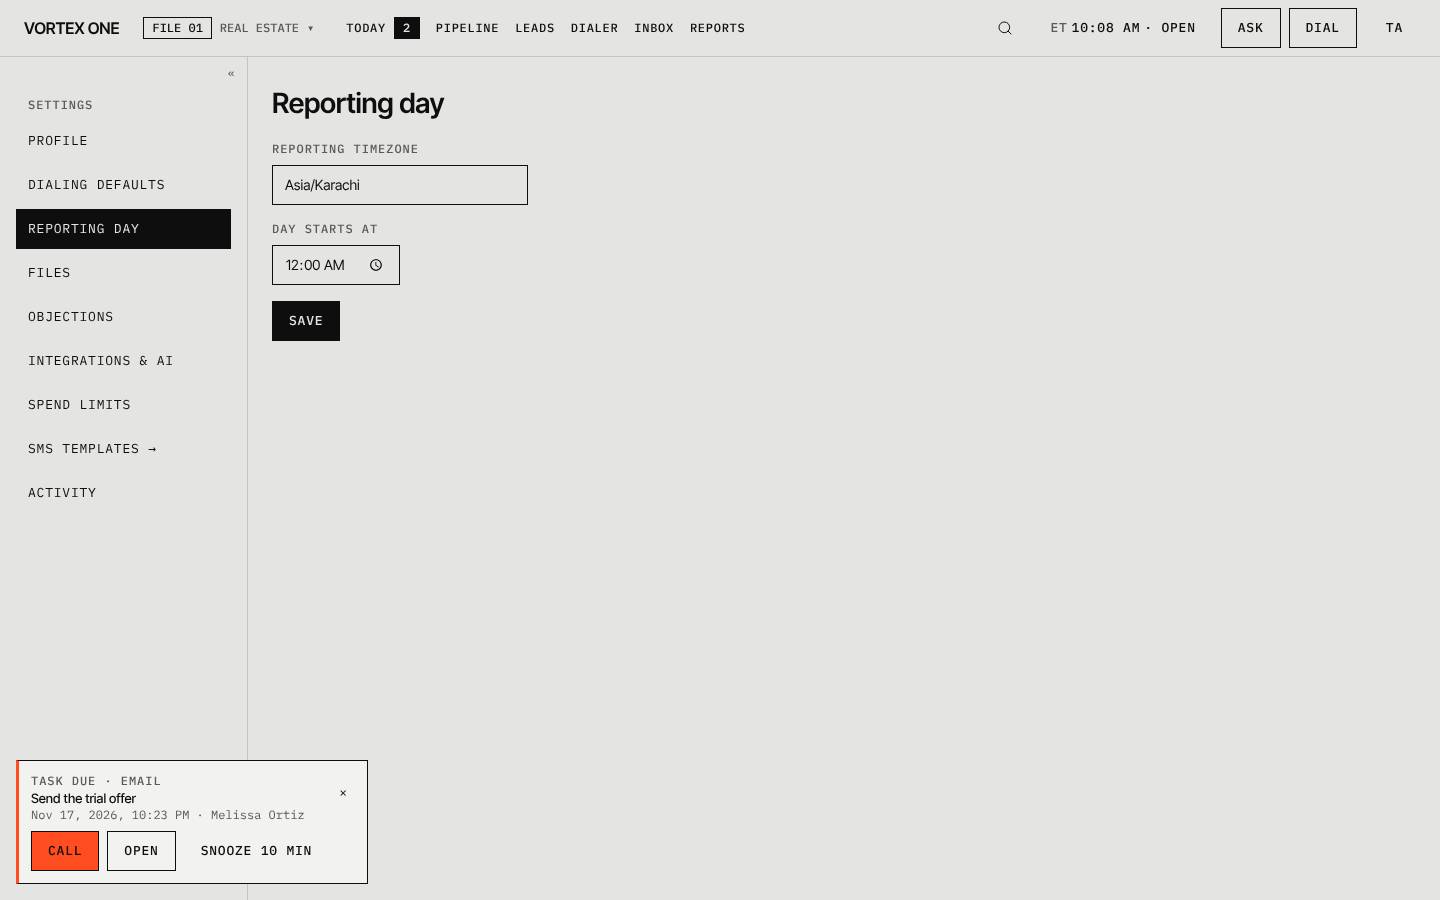 VORTEX ONE FILE 01 REAL ESTATE ▾ TODAY 2 PIPELINE LEADS DIALER INBOX REPORTS ET 10:08 AM · OPEN ASK DIAL TA
«
SETTINGS
PROFILE
DIALING DEFAULTS
REPORTING DAY
FILES
OBJECTIONS
INTEGRATIONS & AI
SPEND LIMITS
SMS TEMPLATES →
ACTIVITY
Reporting day
REPORTING TIMEZONE
Asia/Karachi
DAY STARTS AT
12:00 AM
SAVE
TASK DUE · EMAIL
×
Send the trial offer
Nov 17, 2026, 10:23 PM · Melissa Ortiz
CALL OPEN SNOOZE 10 MIN